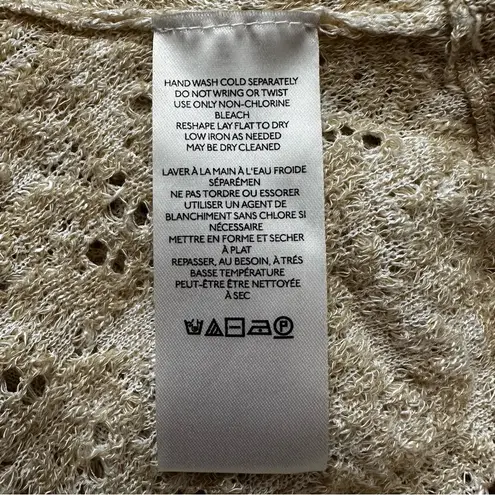 HAND WASH COLD SEPARATELY
DO NOT WRING OR TWIST
USE ONLY NON-CHLORINE
BLEACH
RESHAPE LAY FLAT TO DRY
LOW IRON AS NEEDED
MAY BE DRY CLEANED
LAVER À LA MAIN À L'EAU FROIDE
SÉPARÉMEN
NE PAS TORDRE OU ESSORER
UTILISER UN AGENT DE
BLANCHIMENT SANS CHLORE SI
NÉCESSAIRE
METTRE EN FORME ET SECHER
À PLAT
REPASSER, AU BESOIN, À TRÉS
BASSE TEMPÉRATURE
PEUT-ÊTRE ÊTRE NETTOYÉE
À SEC
P